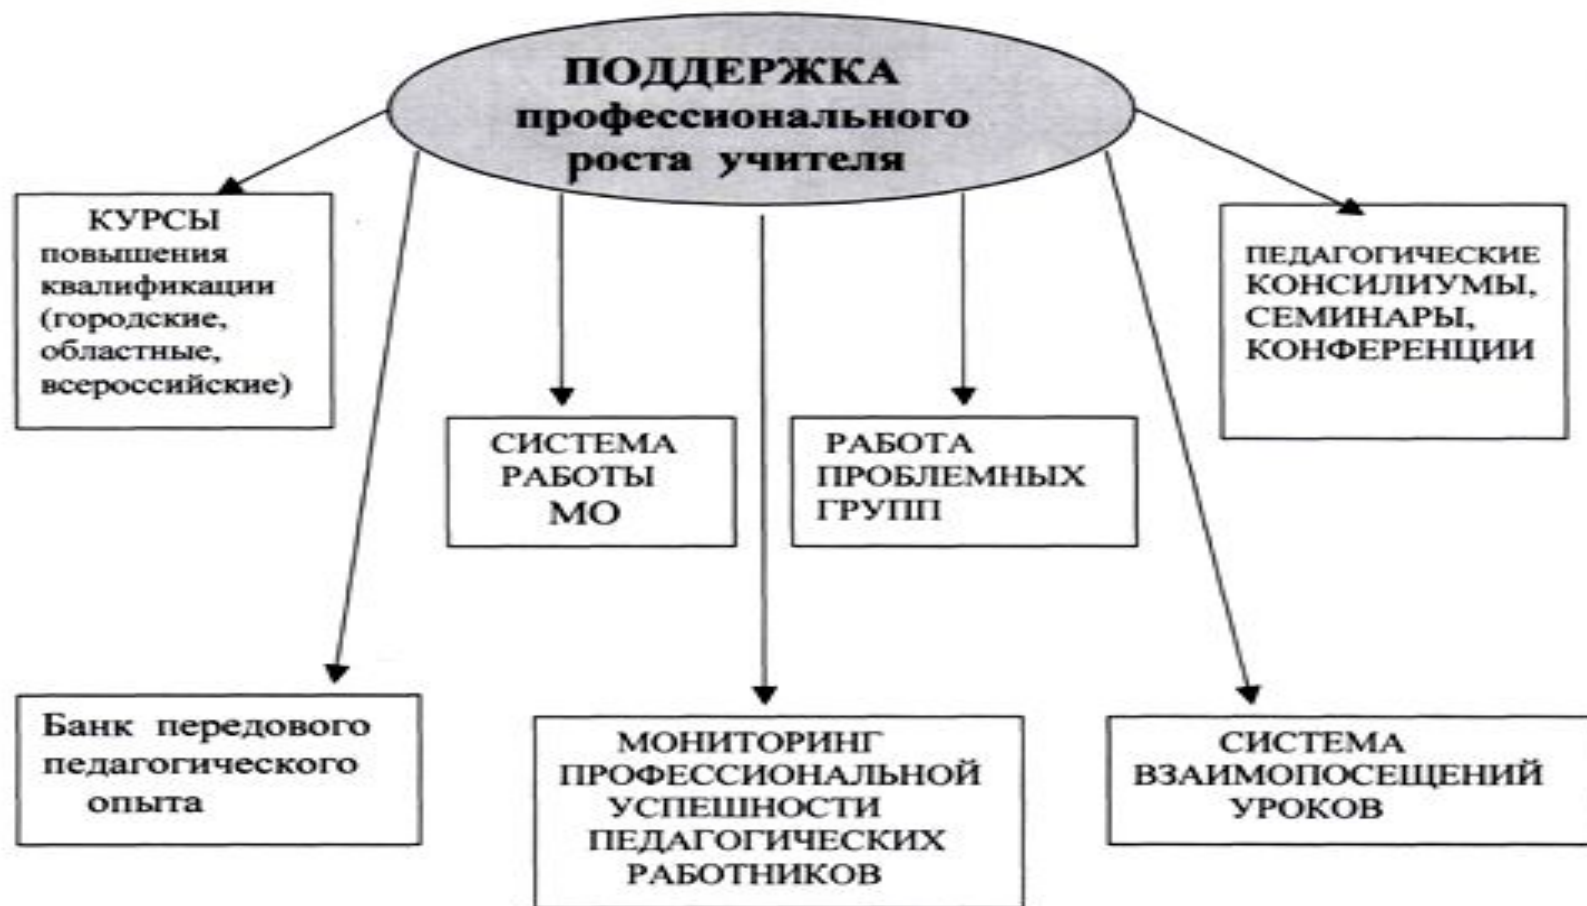 ПОДДЕРЖКА
профессионального
роста учителя
КУРСЫ
повышения
квалификации
(городские,
областные,
всероссийские)
ПЕДАГОГИЧЕСКИЕ
КОНСИЛИУМЫ,
СЕМИНАРЫ,
КОНФЕРЕНЦИИ
СИСТЕМА
РАБОТЫ
МО
РАБОТА
ПРОБЛЕМНЫХ
ГРУПП
Банк передового
педагогического
опыта
МОНИТОРИНГ
ПРОФЕССИОНАЛЬНОЙ
УСПЕШНОСТИ
ПЕДАГОГИЧЕСКИХ
РАБОТНИКОВ
СИСТЕМА
ВЗАИМОПОСЕЩЕНИЙ
УРОКОВ